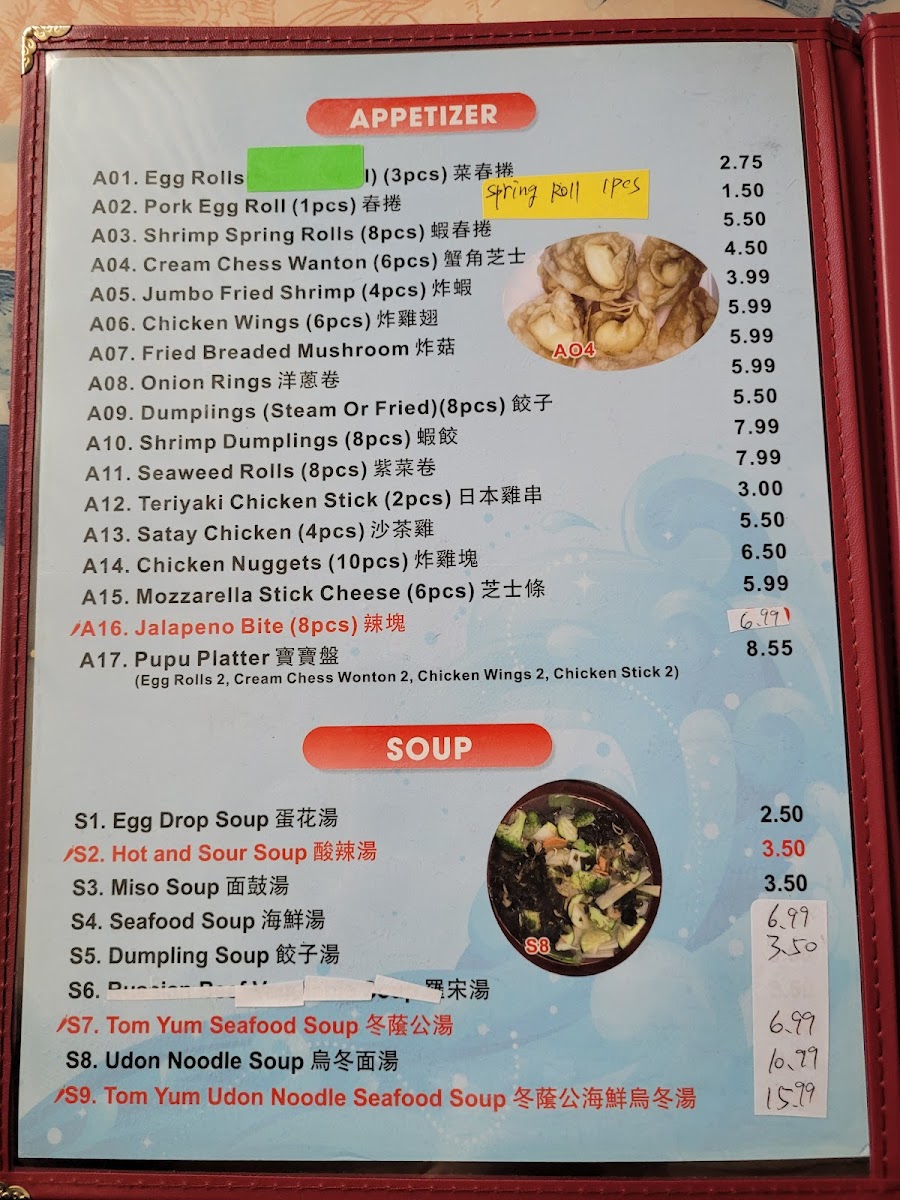 APPETIZER
A01. Egg Rolls l) (3pcs) 菜春捲 2.75
spring Roll 1pcs
A02. Pork Egg Roll (1pcs) 春捲 1.50
A03. Shrimp Spring Rolls (8pcs) 蝦春捲 5.50
A04. Cream Chess Wanton (6pcs) 蟹角芝士 4.50
A05. Jumbo Fried Shrimp (4pcs) 炸蝦 3.99
A06. Chicken Wings (6pcs) 炸雞翅 5.99
A07. Fried Breaded Mushroom 炸菇 5.99
A04
A08. Onion Rings 洋蔥卷 5.99
A09. Dumplings (Steam Or Fried)(8pcs) 餃子 5.50
A10. Shrimp Dumplings (8pcs) 蝦餃 7.99
A11. Seaweed Rolls (8pcs) 紫菜卷 7.99
A12. Teriyaki Chicken Stick (2pcs) 日本雞串 3.00
A13. Satay Chicken (4pcs) 沙茶雞 5.50
A14. Chicken Nuggets (10pcs) 炸雞塊 6.50
A15. Mozzarella Stick Cheese (6pcs) 芝士條 5.99
A16. Jalapeno Bite (8pcs) 辣塊 6.99
A17. Pupu Platter 寶寶盤 8.55
(Egg Rolls 2, Cream Chess Wonton 2, Chicken Wings 2, Chicken Stick 2)
SOUP
S1. Egg Drop Soup 蛋花湯 2.50
S2. Hot and Sour Soup 酸辣湯 3.50
S3. Miso Soup 面鼓湯 3.50
S4. Seafood Soup 海鮮湯 6.99
S8
S5. Dumpling Soup 餃子湯 3.50
S6. Soup 羅宋湯
S7. Tom Yum Seafood Soup 冬蔭公湯 6.99
S8. Udon Noodle Soup 烏冬面湯 10.99
S9. Tom Yum Udon Noodle Seafood Soup 冬蔭公海鮮烏冬湯 15.99